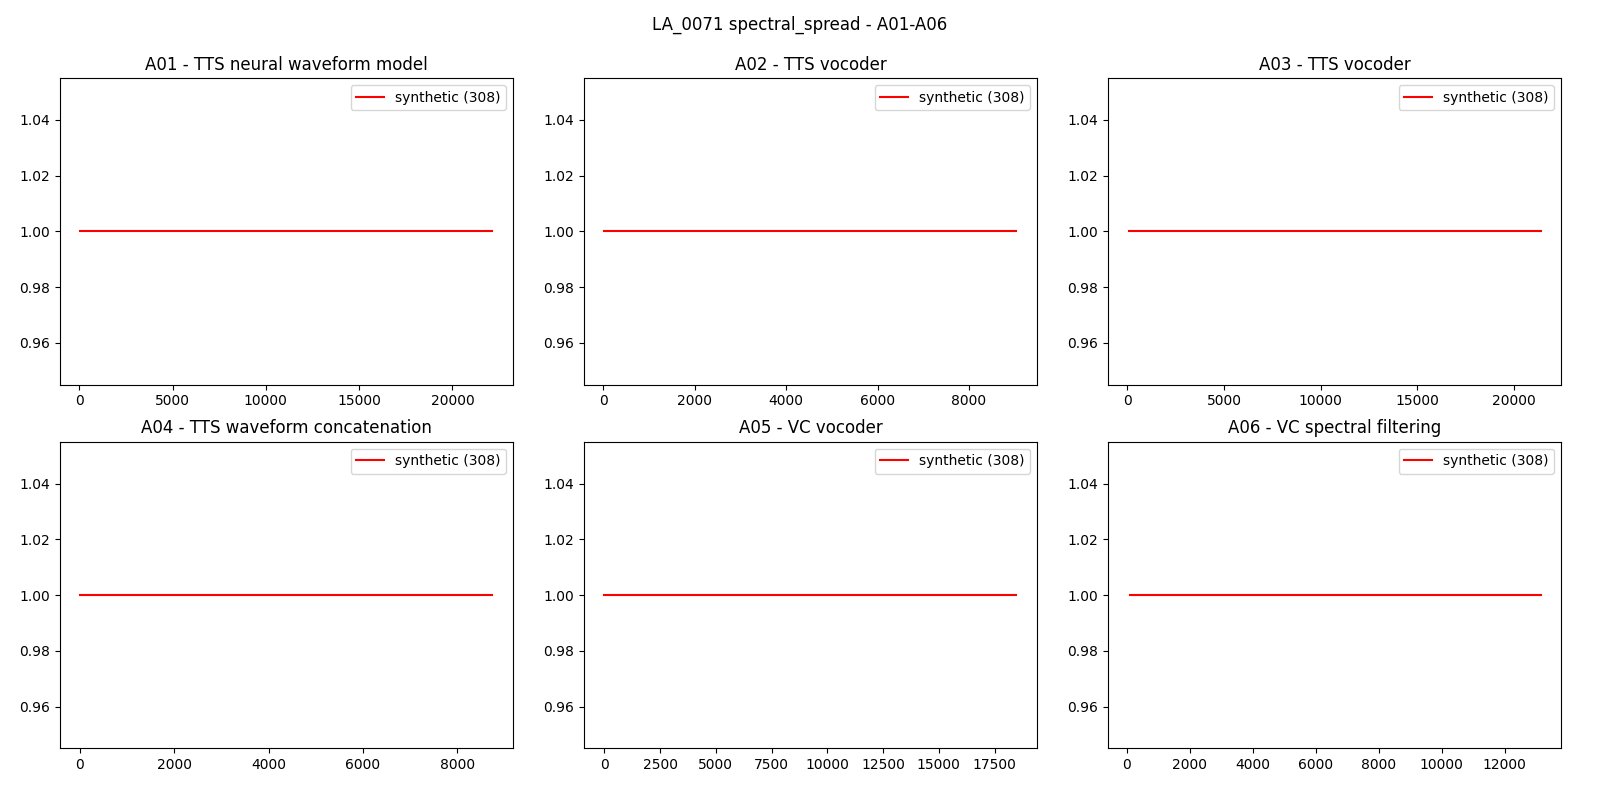 LA_0071 spectral_spread - A01-A06
A01 - TTS neural waveform model
A02 - TTS vocoder
A03 - TTS vocoder
synthetic (308)
synthetic (308)
synthetic (308)
1.04
1.02
1.00
0.98
0.96
1.04
1.02
1.00
0.98
0.96
1.04
1.02
1.00
0.98
0.96
0 5000 10000 15000 20000
0 2000 4000 6000 8000
0 5000 10000 15000 20000
A04 - TTS waveform concatenation
A05 - VC vocoder
A06 - VC spectral filtering
synthetic (308)
synthetic (308)
synthetic (308)
1.04
1.02
1.00
0.98
0.96
1.04
1.02
1.00
0.98
0.96
1.04
1.02
1.00
0.98
0.96
0 2000 4000 6000 8000
0 2500 5000 7500 10000 12500 15000 17500
0 2000 4000 6000 8000 10000 12000